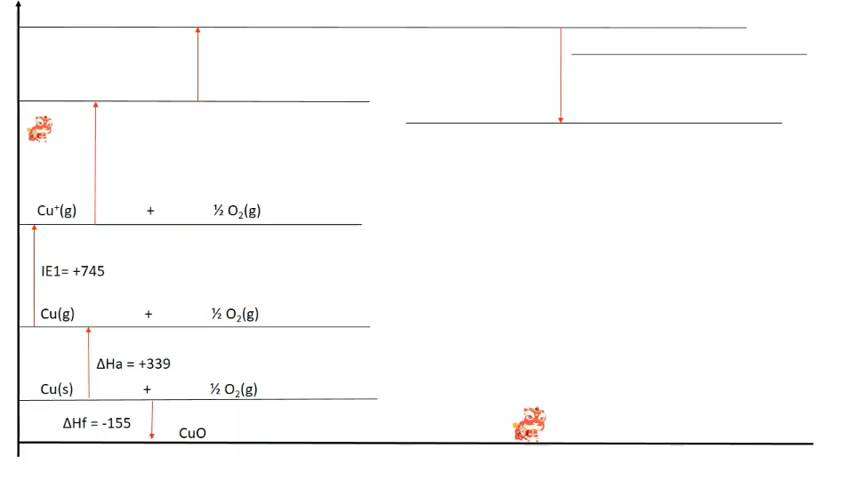 Cu⁺(g) + ½ O₂(g)
IE1= +745
Cu(g) + ½ O₂(g)
ΔHa = +339
Cu(s) + ½ O₂(g)
ΔHf = -155
CuO